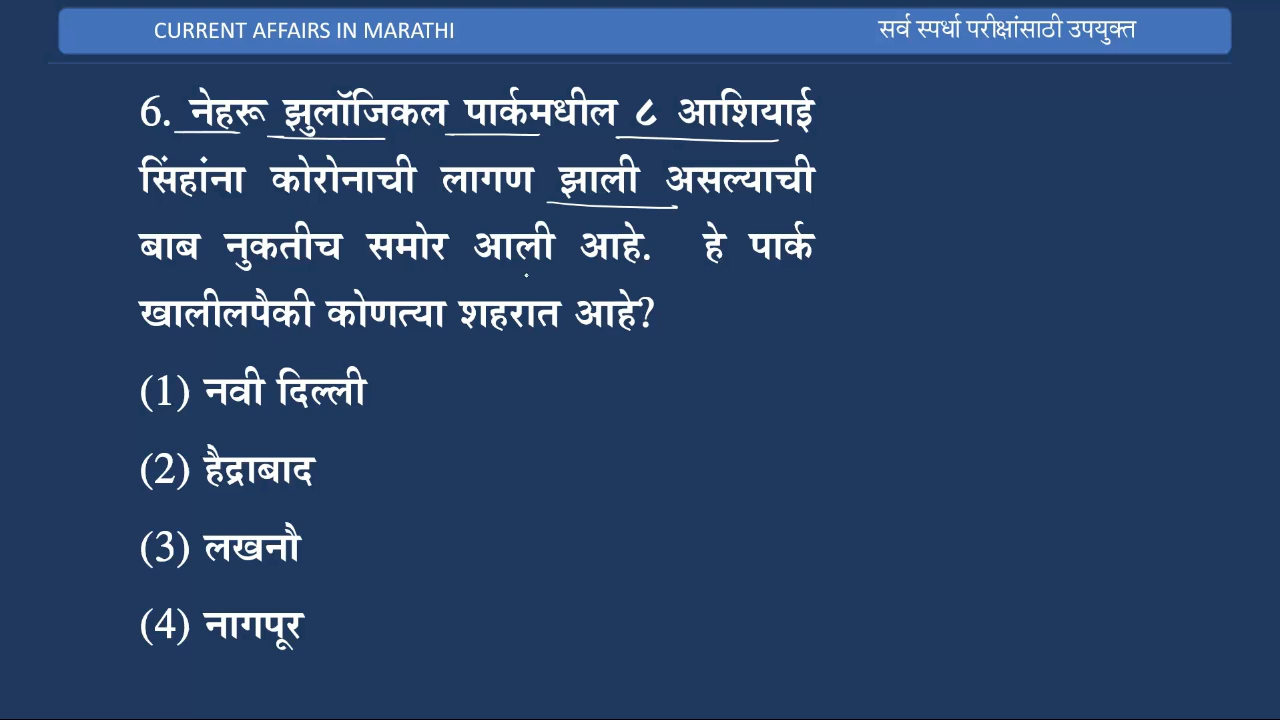 CURRENT AFFAIRS IN MARATHI सर्व स्पर्धा परीक्षांसाठी उपयुक्त
6. नेहरू झुलॉजिकल पार्कमधील ८ आशियाई
सिंहांना कोरोनाची लागण झाली असल्याची
बाब नुकतीच समोर आली आहे. हे पार्क
खालीलपैकी कोणत्या शहरात आहे?
(1) नवी दिल्ली
(2) हैद्राबाद
(3) लखनौ
(4) नागपूर